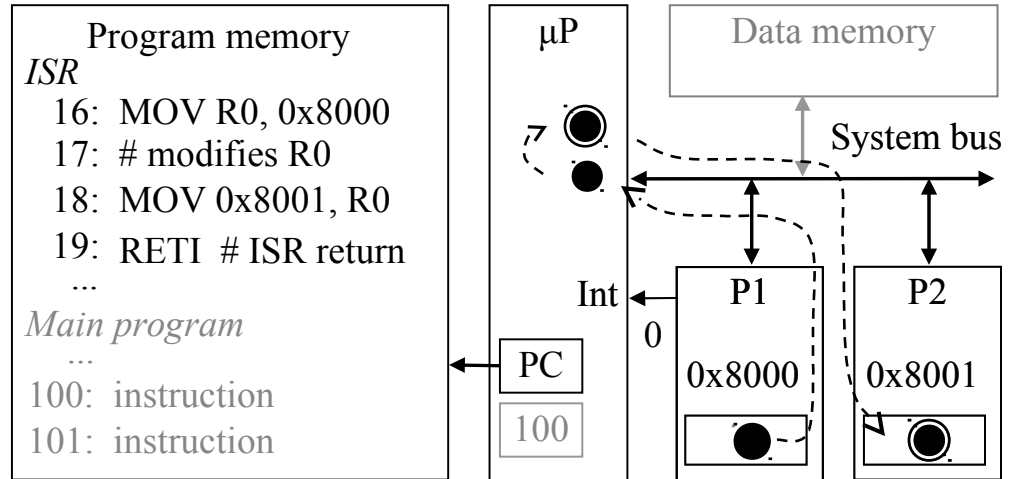 Program memory
ISR
16: MOV R0, 0x8000
17: # modifies R0
18: MOV 0x8001, R0
19: RETI # ISR return
...
Main program
...
100: instruction
101: instruction
μP
Int
PC
100
Data memory
System bus
0
P1
0x8000
P2
0x8001